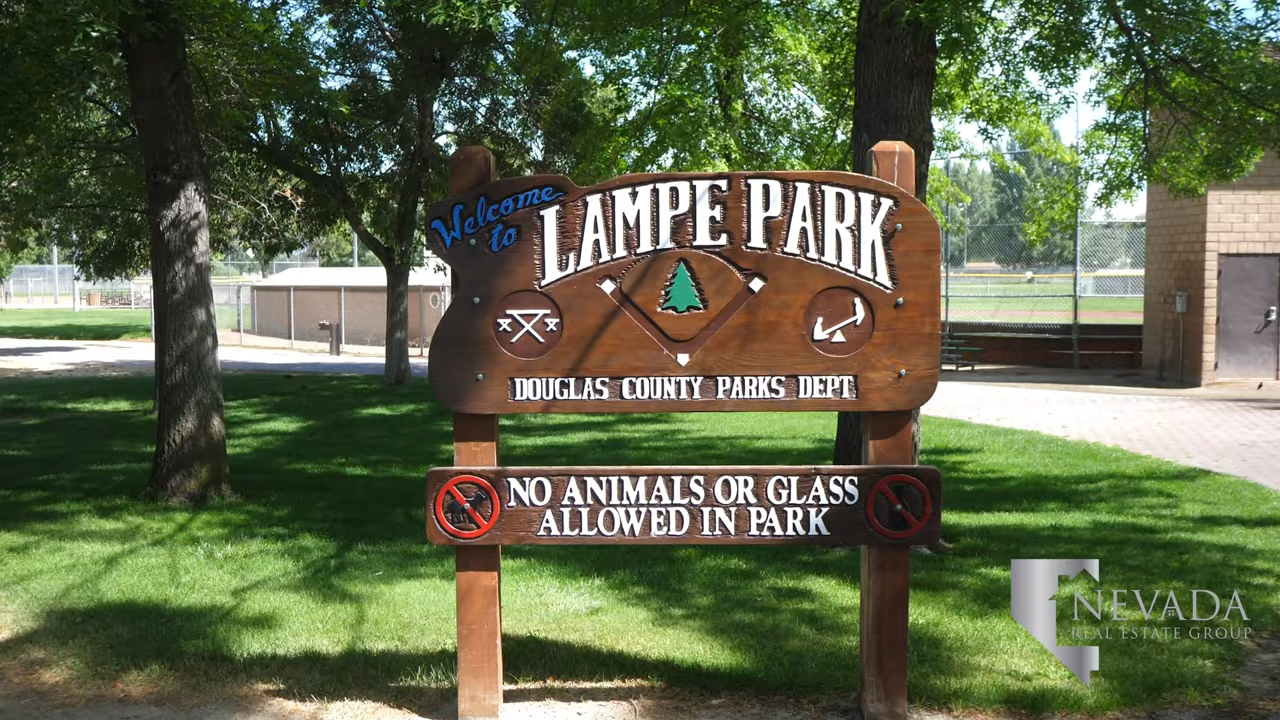 Welcome
to
LAMPE PARK
DOUGLAS COUNTY PARKS DEPT.
NO ANIMALS OR GLASS
ALLOWED IN PARK
NEVADA
REAL ESTATE GROUP